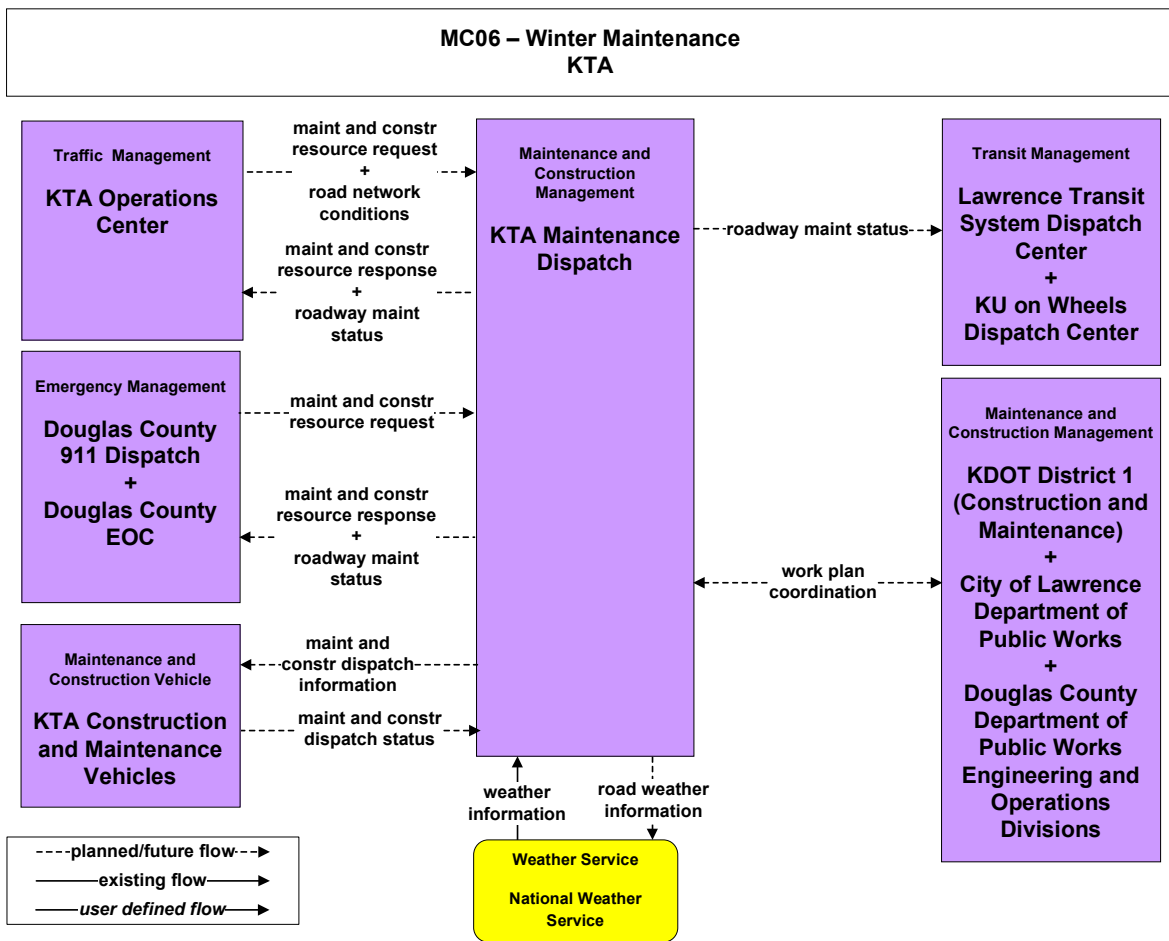 MC06 – Winter Maintenance
KTA
Traffic Management
KTA Operations
Center
maint and constr
resource request
+
road network
conditions
maint and constr
resource response
+
roadway maint
status
Maintenance and
Construction
Management
KTA Maintenance
Dispatch
roadway maint status
Transit Management
Lawrence Transit
System Dispatch
Center
+
KU on Wheels
Dispatch Center
Emergency Management
Douglas County
911 Dispatch
+
Douglas County
EOC
maint and constr
resource request
maint and constr
resource response
+
roadway maint
status
work plan
coordination
Maintenance and
Construction Management
KDOT District 1
(Construction and
Maintenance)
+
City of Lawrence
Department of
Public Works
+
Douglas County
Department of
Public Works
Engineering and
Operations
Divisions
Maintenance and
Construction Vehicle
KTA Construction
and Maintenance
Vehicles
maint and
constr dispatch
information
maint and constr
dispatch status
weather
information
road weather
information
Weather Service
National Weather
Service
planned/future flow
existing flow
user defined flow